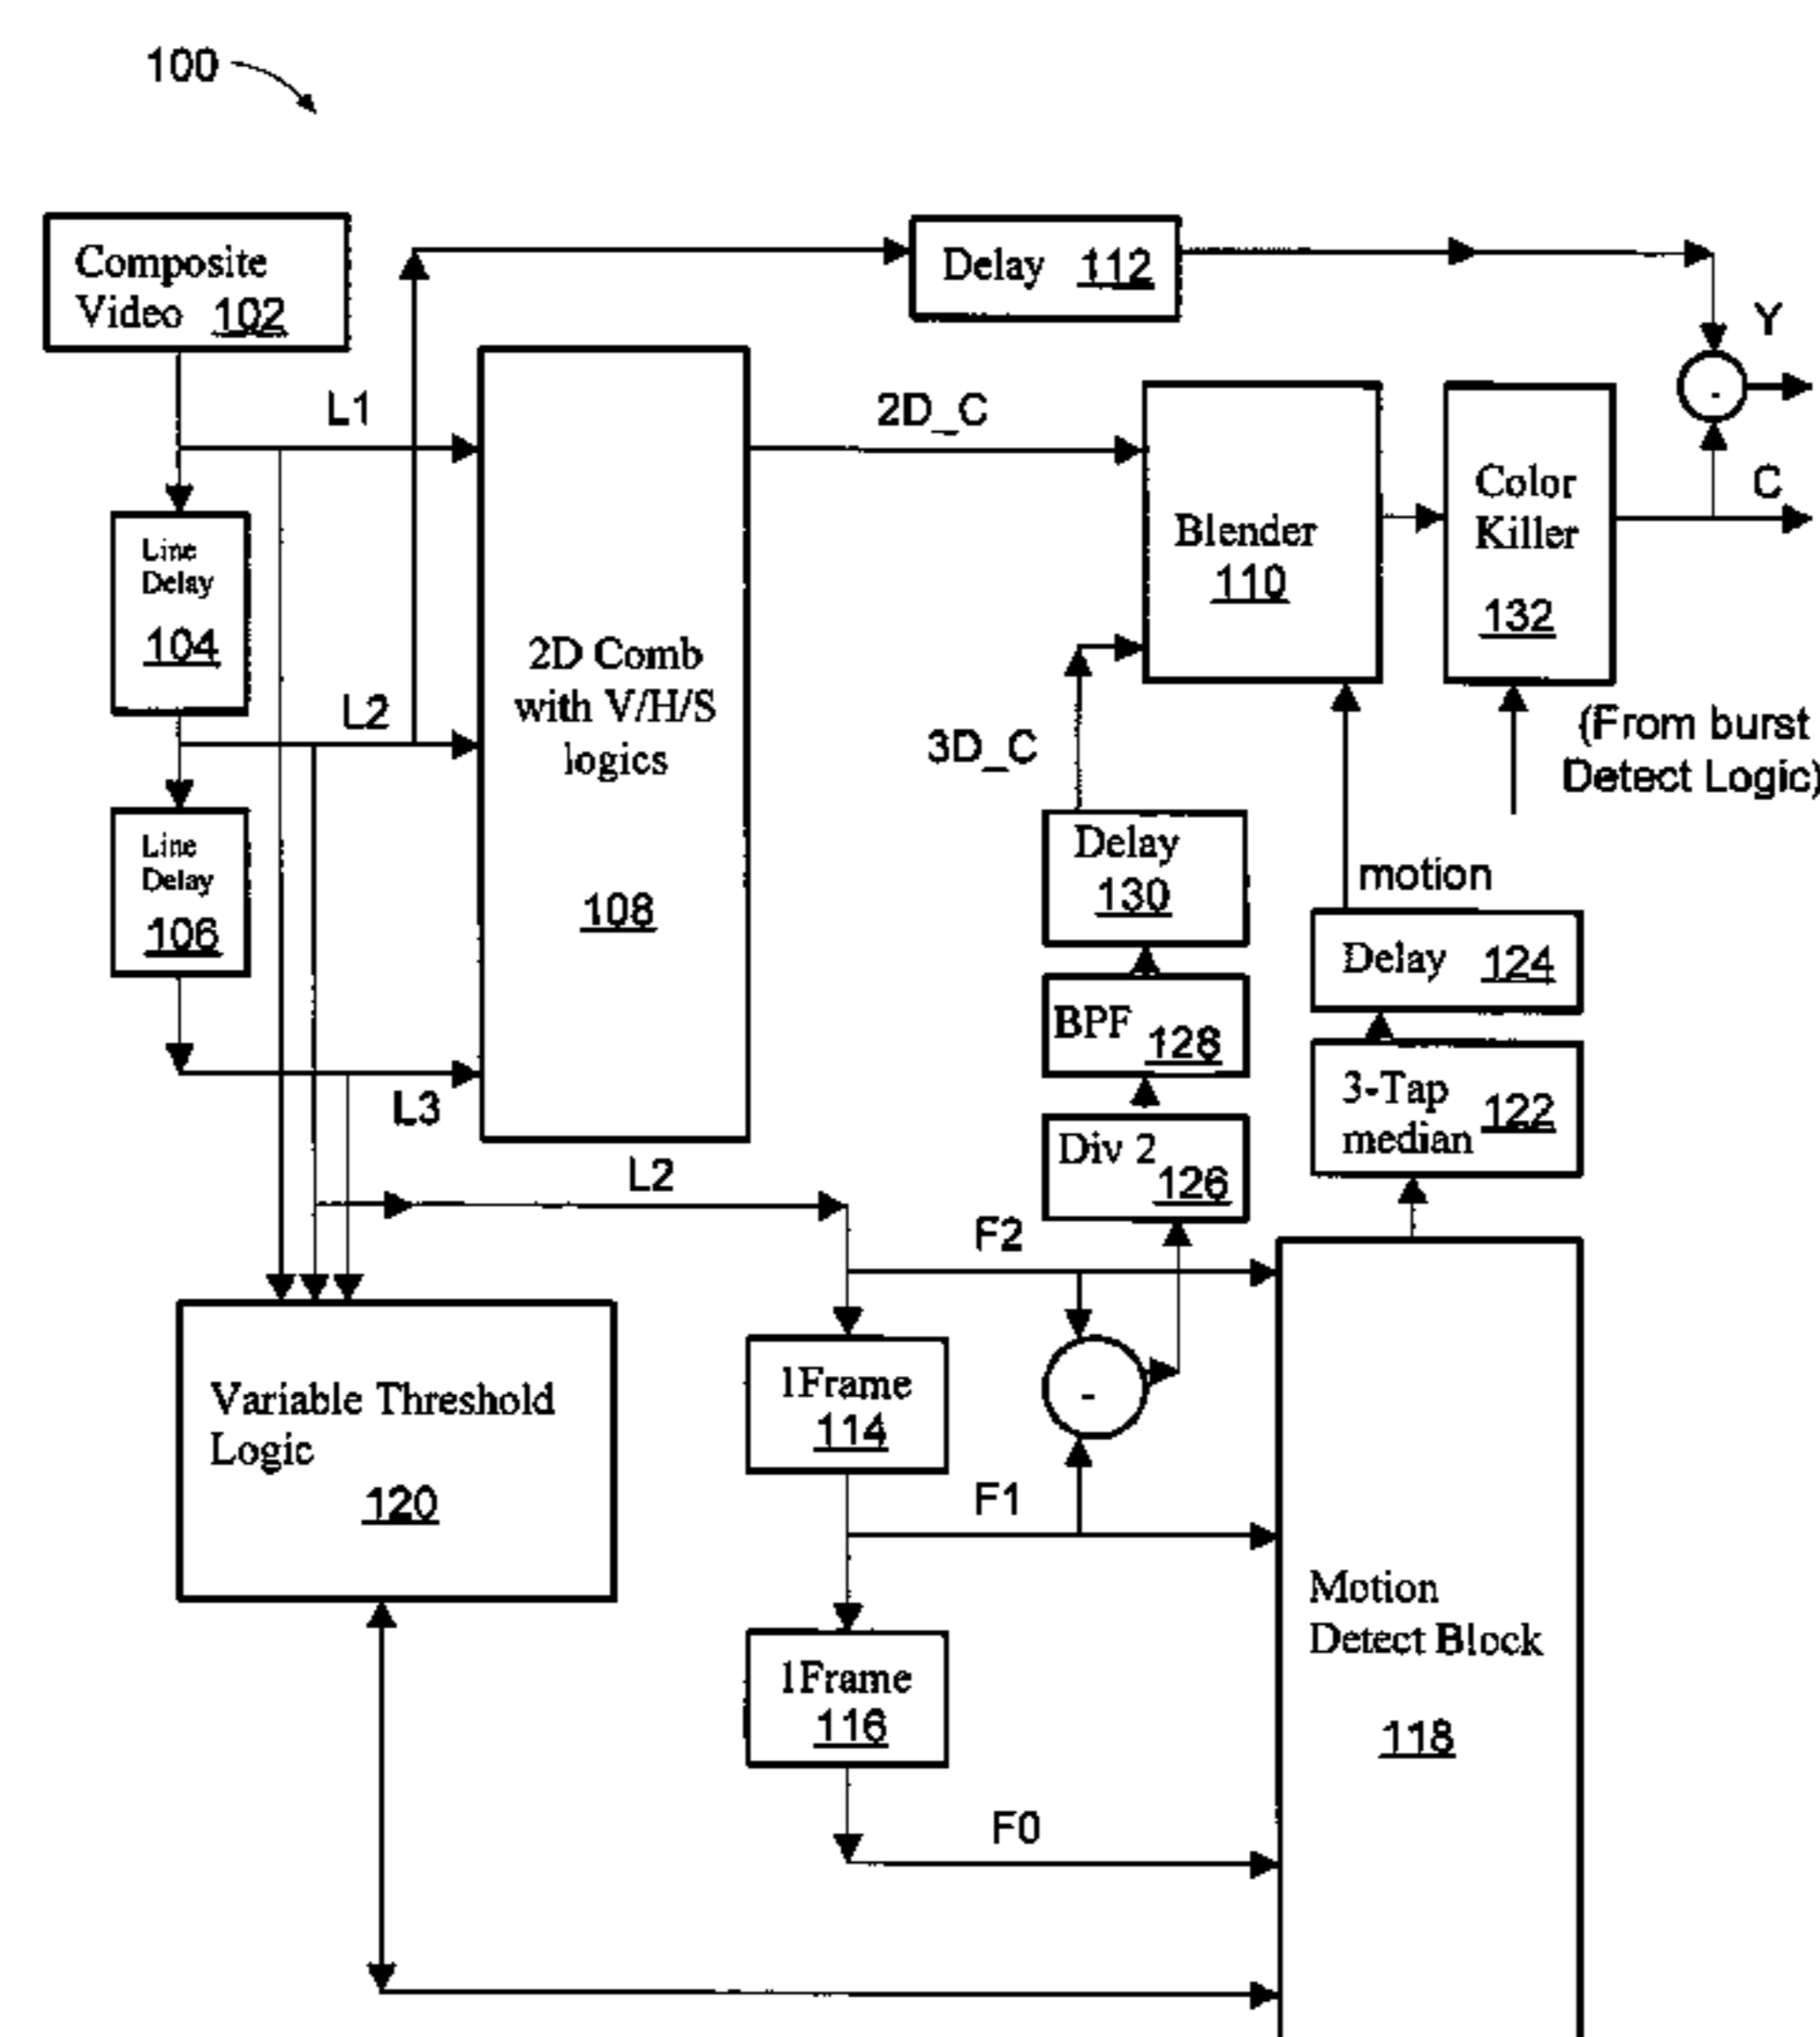 100
Composite
Video 102
Delay 112
Y
L1
2D_C
C
Line
Delay
104
Blender
110
Color
Killer
132
2D Comb
with V/H/S
logics
108
L2
3D_C
(From burst
Detect Logic)
Line
Delay
106
Delay
130
motion
Delay 124
BPF 128
L3
3-Tap
median 122
Div 2
126
L2
F2
Variable Threshold
Logic
120
1Frame
114
-
F1
Motion
Detect Block
118
1Frame
116
F0